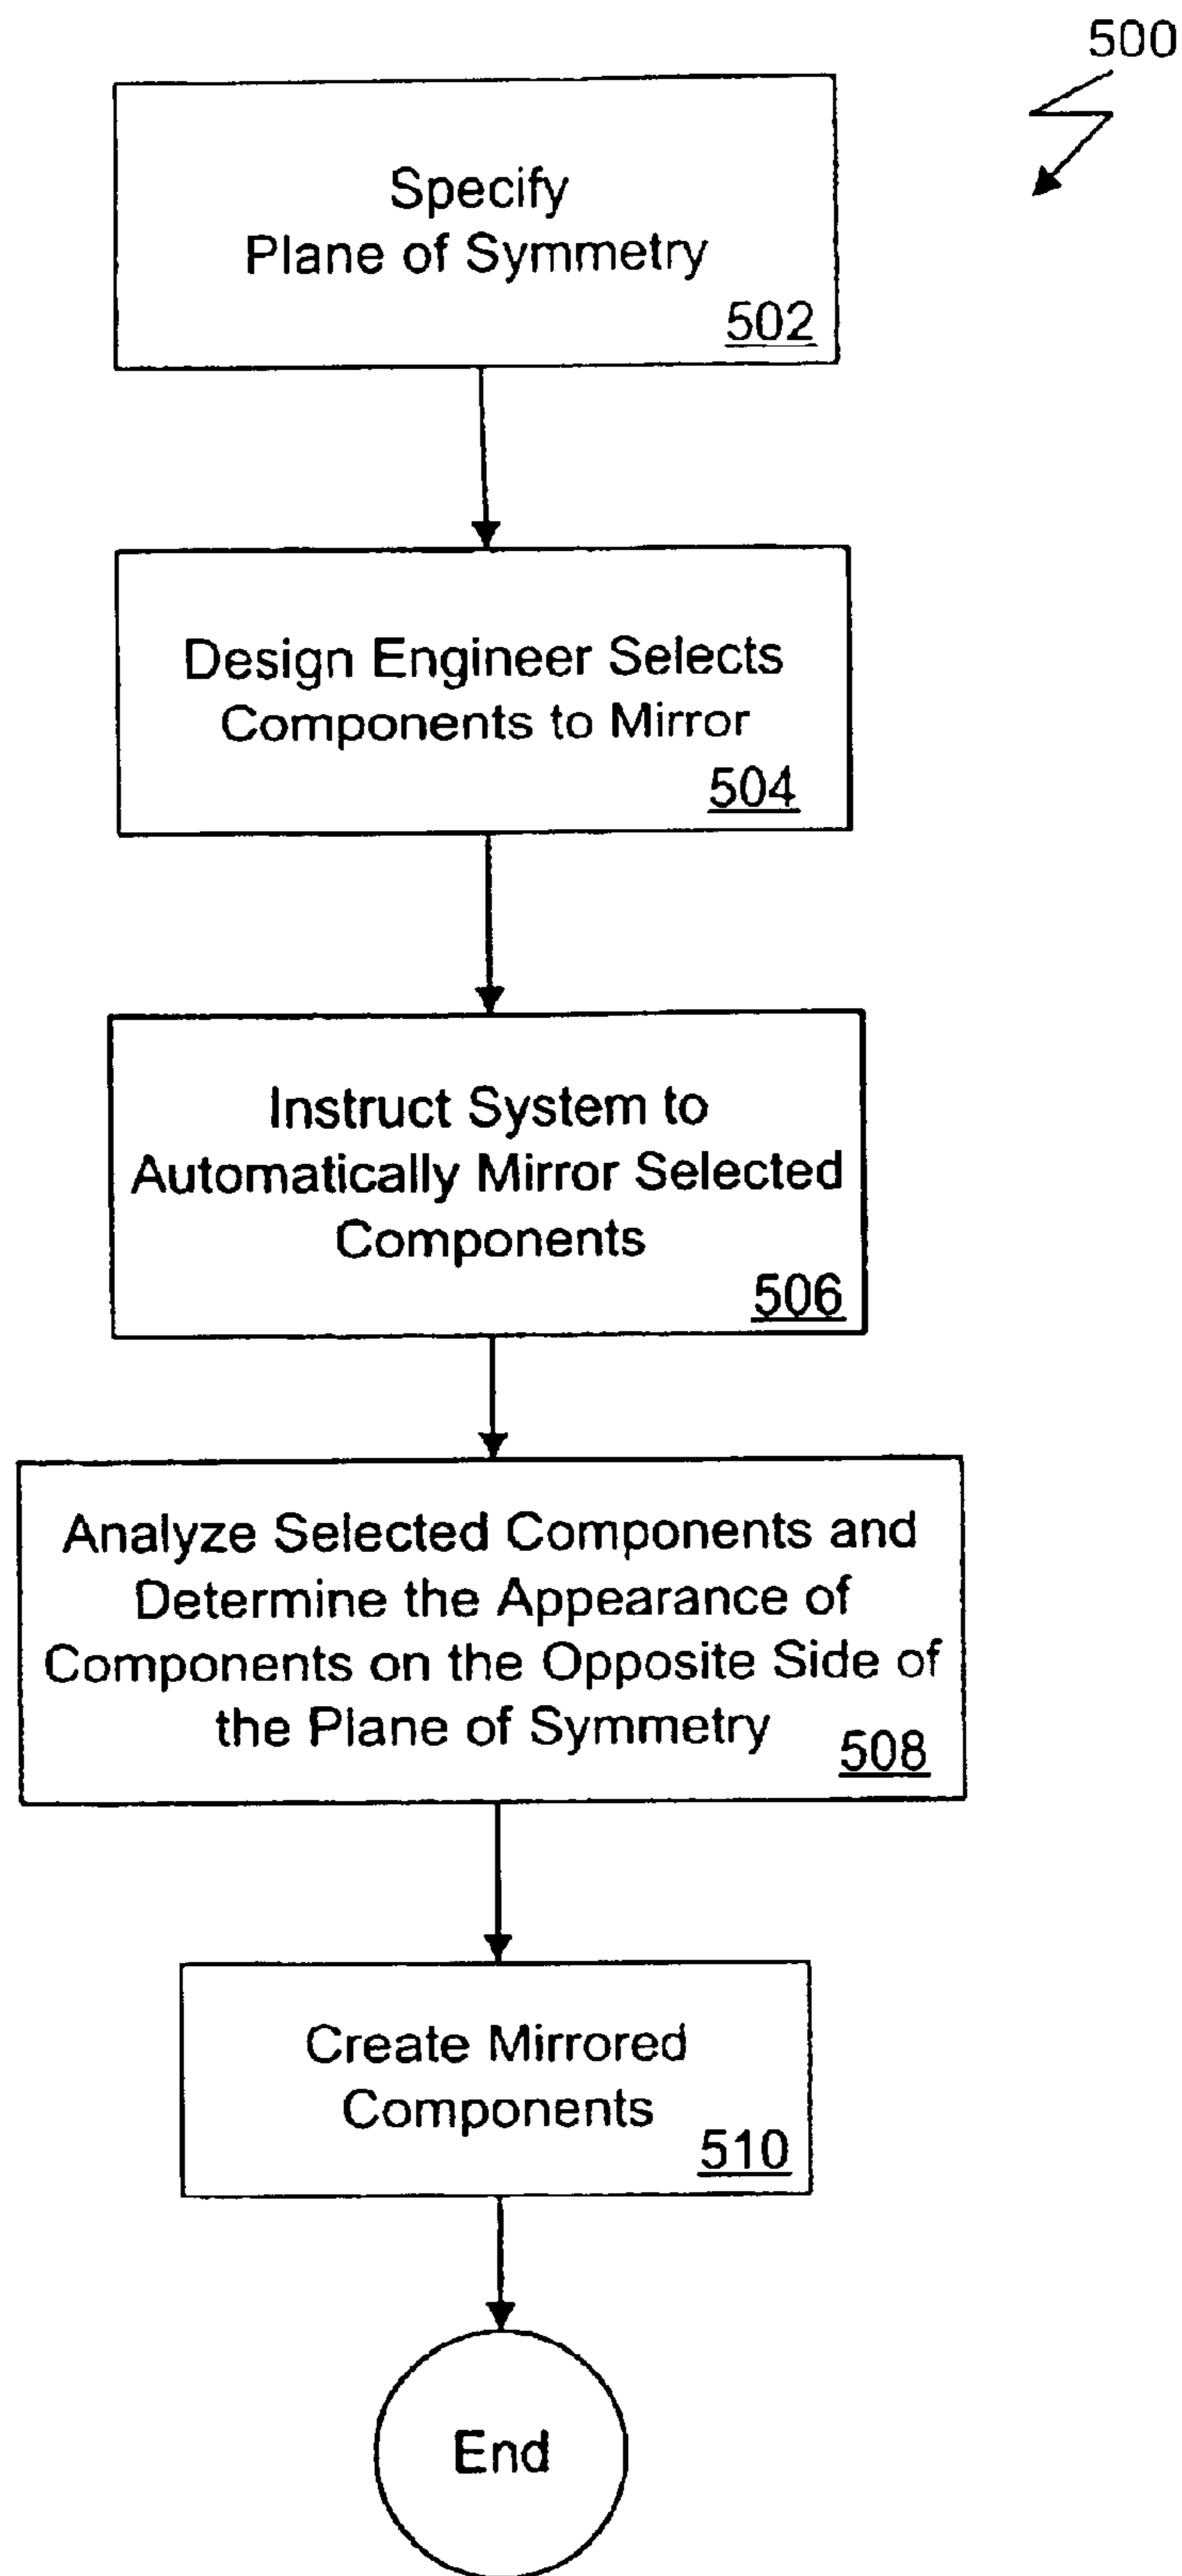 500
Specify
Plane of Symmetry
502
Design Engineer Selects
Components to Mirror
504
Instruct System to
Automatically Mirror Selected
Components
506
Analyze Selected Components and
Determine the Appearance of
Components on the Opposite Side of
the Plane of Symmetry
508
Create Mirrored
Components
510
End